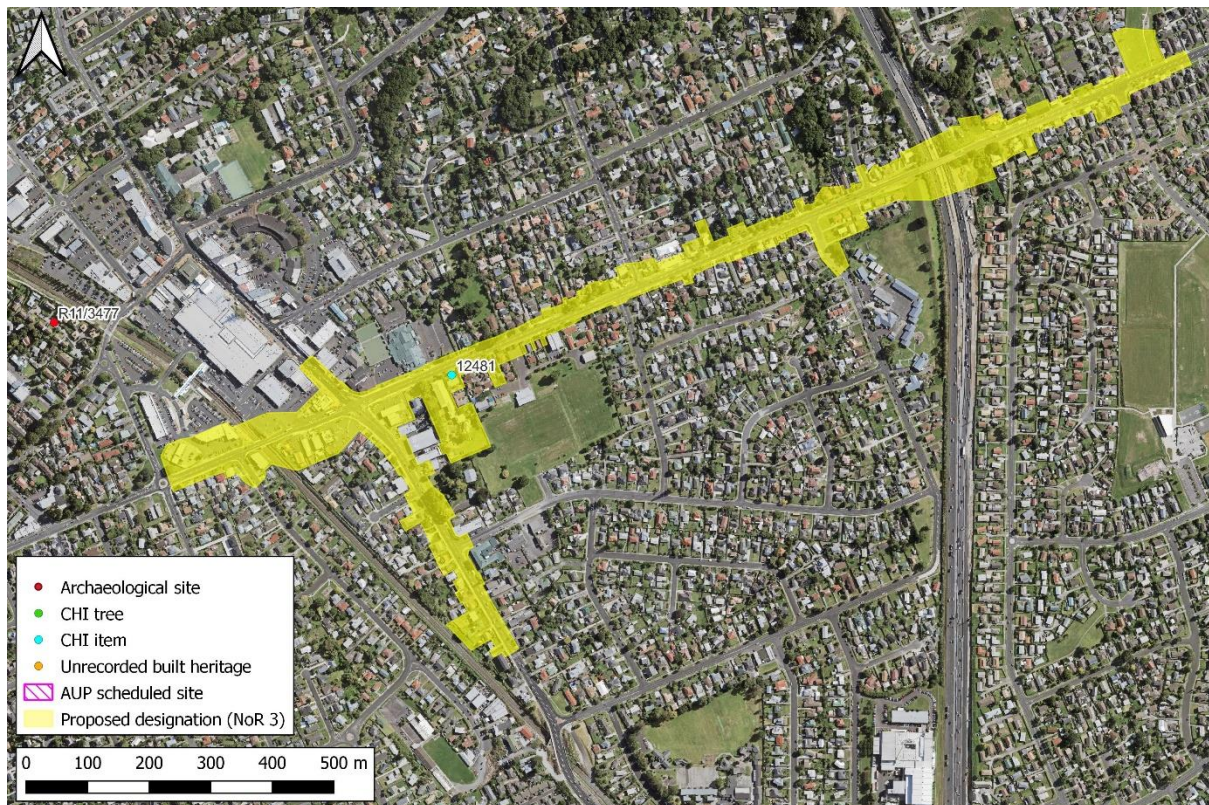 R11/3477
12481
Archaeological site
CHI tree
CHI item
Unrecorded built heritage
AUP scheduled site
Proposed designation (NoR 3)
0 100 200 300 400 500 m